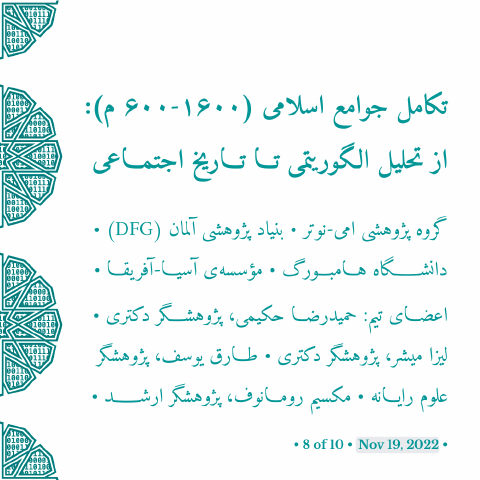 تکامل جوامع اسلامی (۱۶۰۰-۶۰۰ م):
از تحلیل الگوریتمی تا تاریخ اجتماعی
گروه پژوهشی امی-نوتر • بنیاد پژوهشی آلمان (DFG) •
دانشگاه هامبورگ • مؤسسه‌ی آسیا-آفریقا •
اعضای تیم: حمیدرضا حکیمی، پژوهشگر دکتری •
لیزا میشر، پژوهشگر دکتری • طارق یوسف، پژوهشگر
علوم رایانه • مکسیم رومانوف، پژوهشگر ارشد •
• 8 of 10 • Nov 19, 2022 •